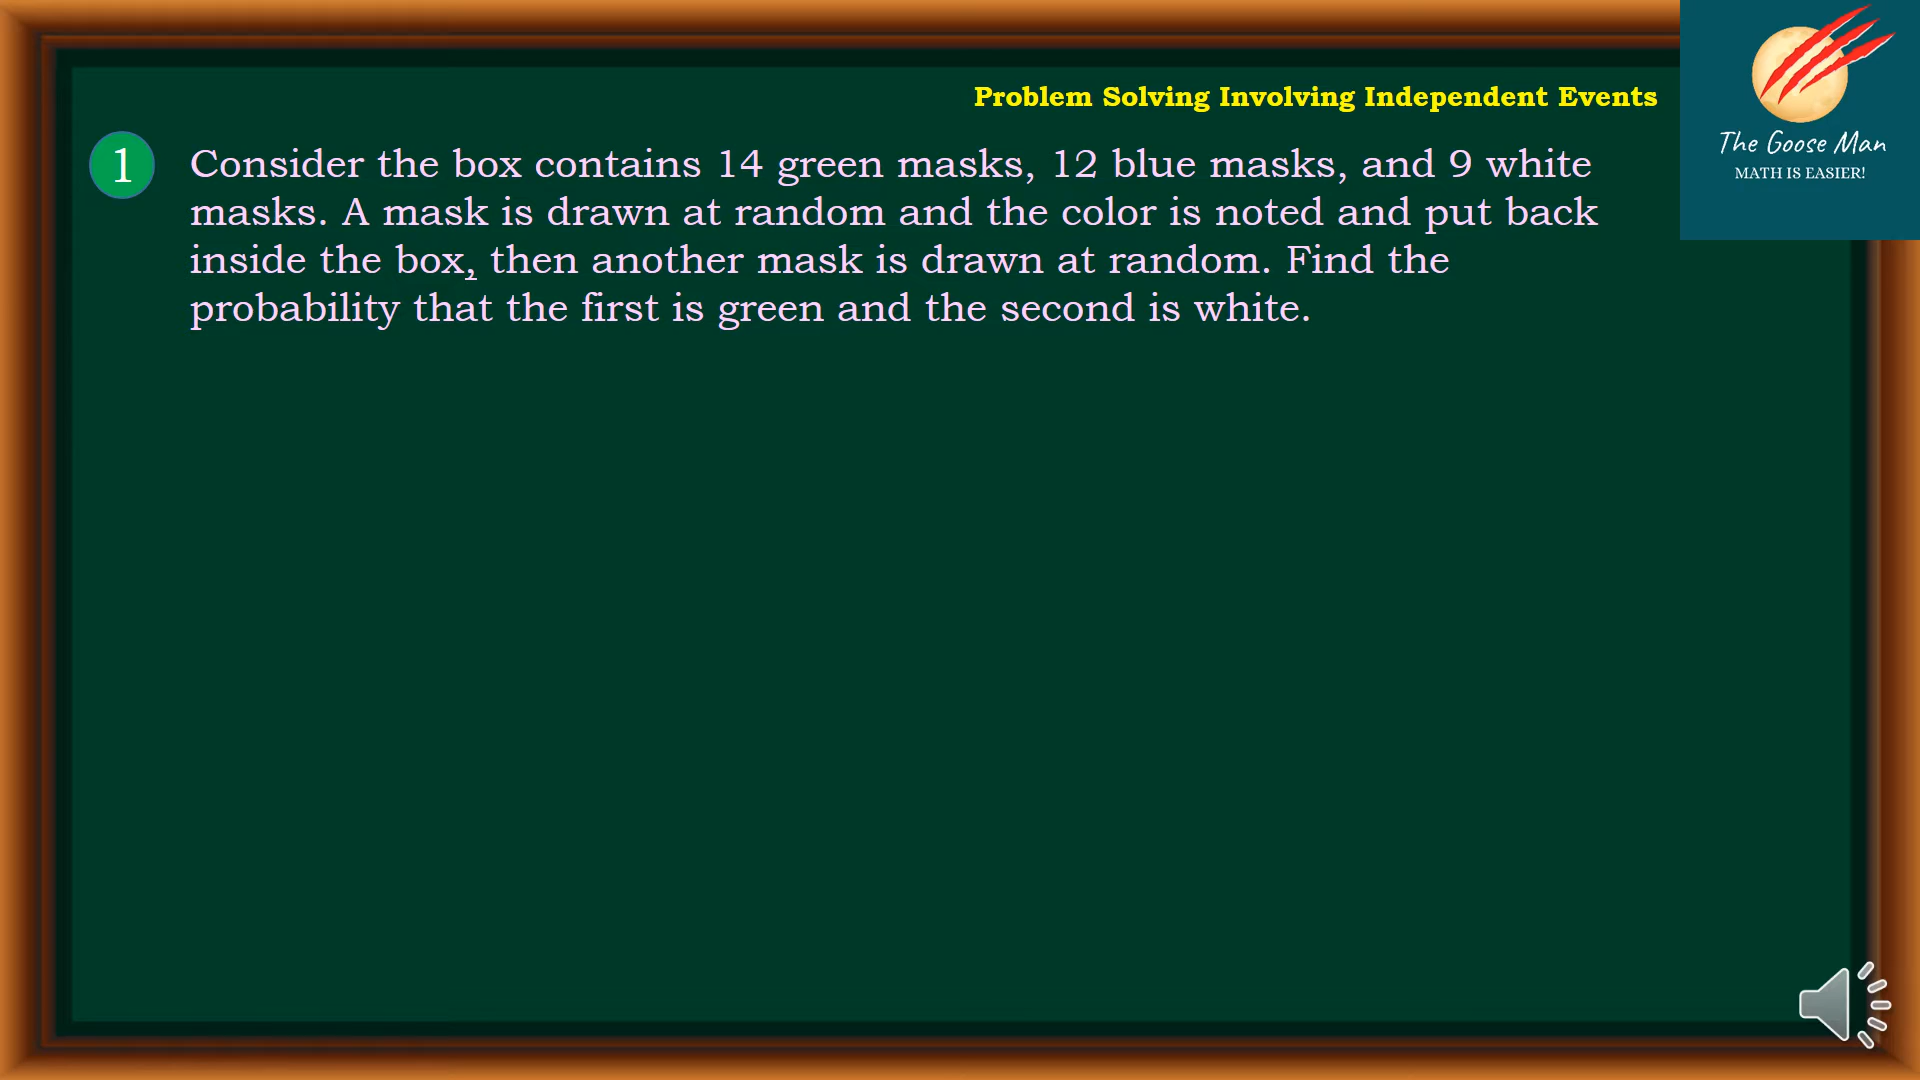 Problem Solving Involving Independent Events
The Goose Man
MATH IS EASIER!
1
Consider the box contains 14 green masks, 12 blue masks, and 9 white
masks. A mask is drawn at random and the color is noted and put back
inside the box, then another mask is drawn at random. Find the
probability that the first is green and the second is white.